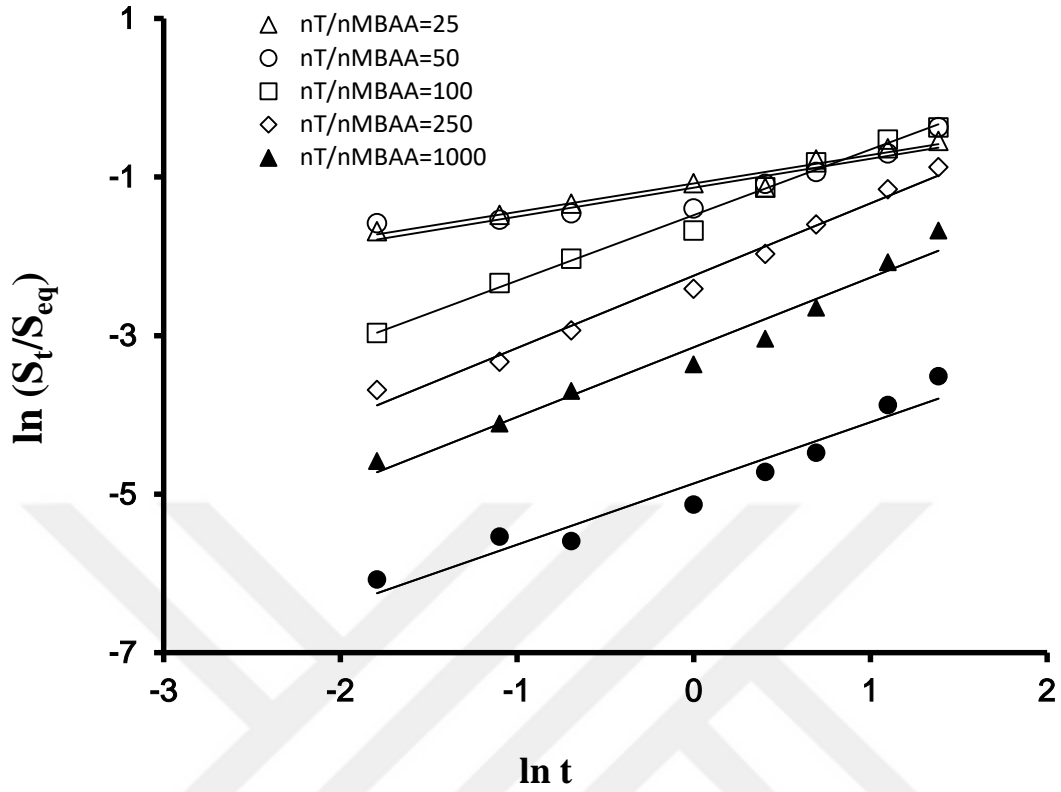 1
-1
-3
-5
-7
-3
-2
-1
0
1
2
nT/nMBAA=25
nT/nMBAA=50
nT/nMBAA=100
nT/nMBAA=250
nT/nMBAA=1000
ln (St/Seq)
ln t